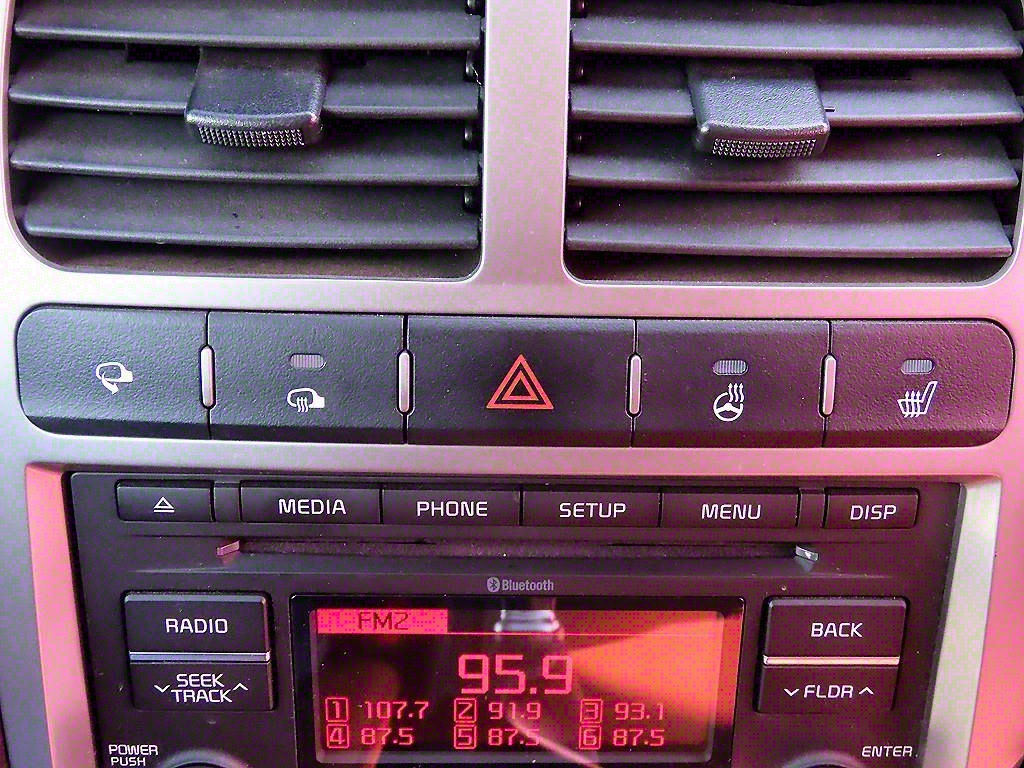 MEDIA PHONE SETUP MENU DISP
Bluetooth
RADIO
BACK
SEEK
TRACK
FLDR
FM2
95.9
1 107.7 2 91.9 3 93.1
4 87.5 5 87.5 6 87.5
POWER
PUSH
ENTER